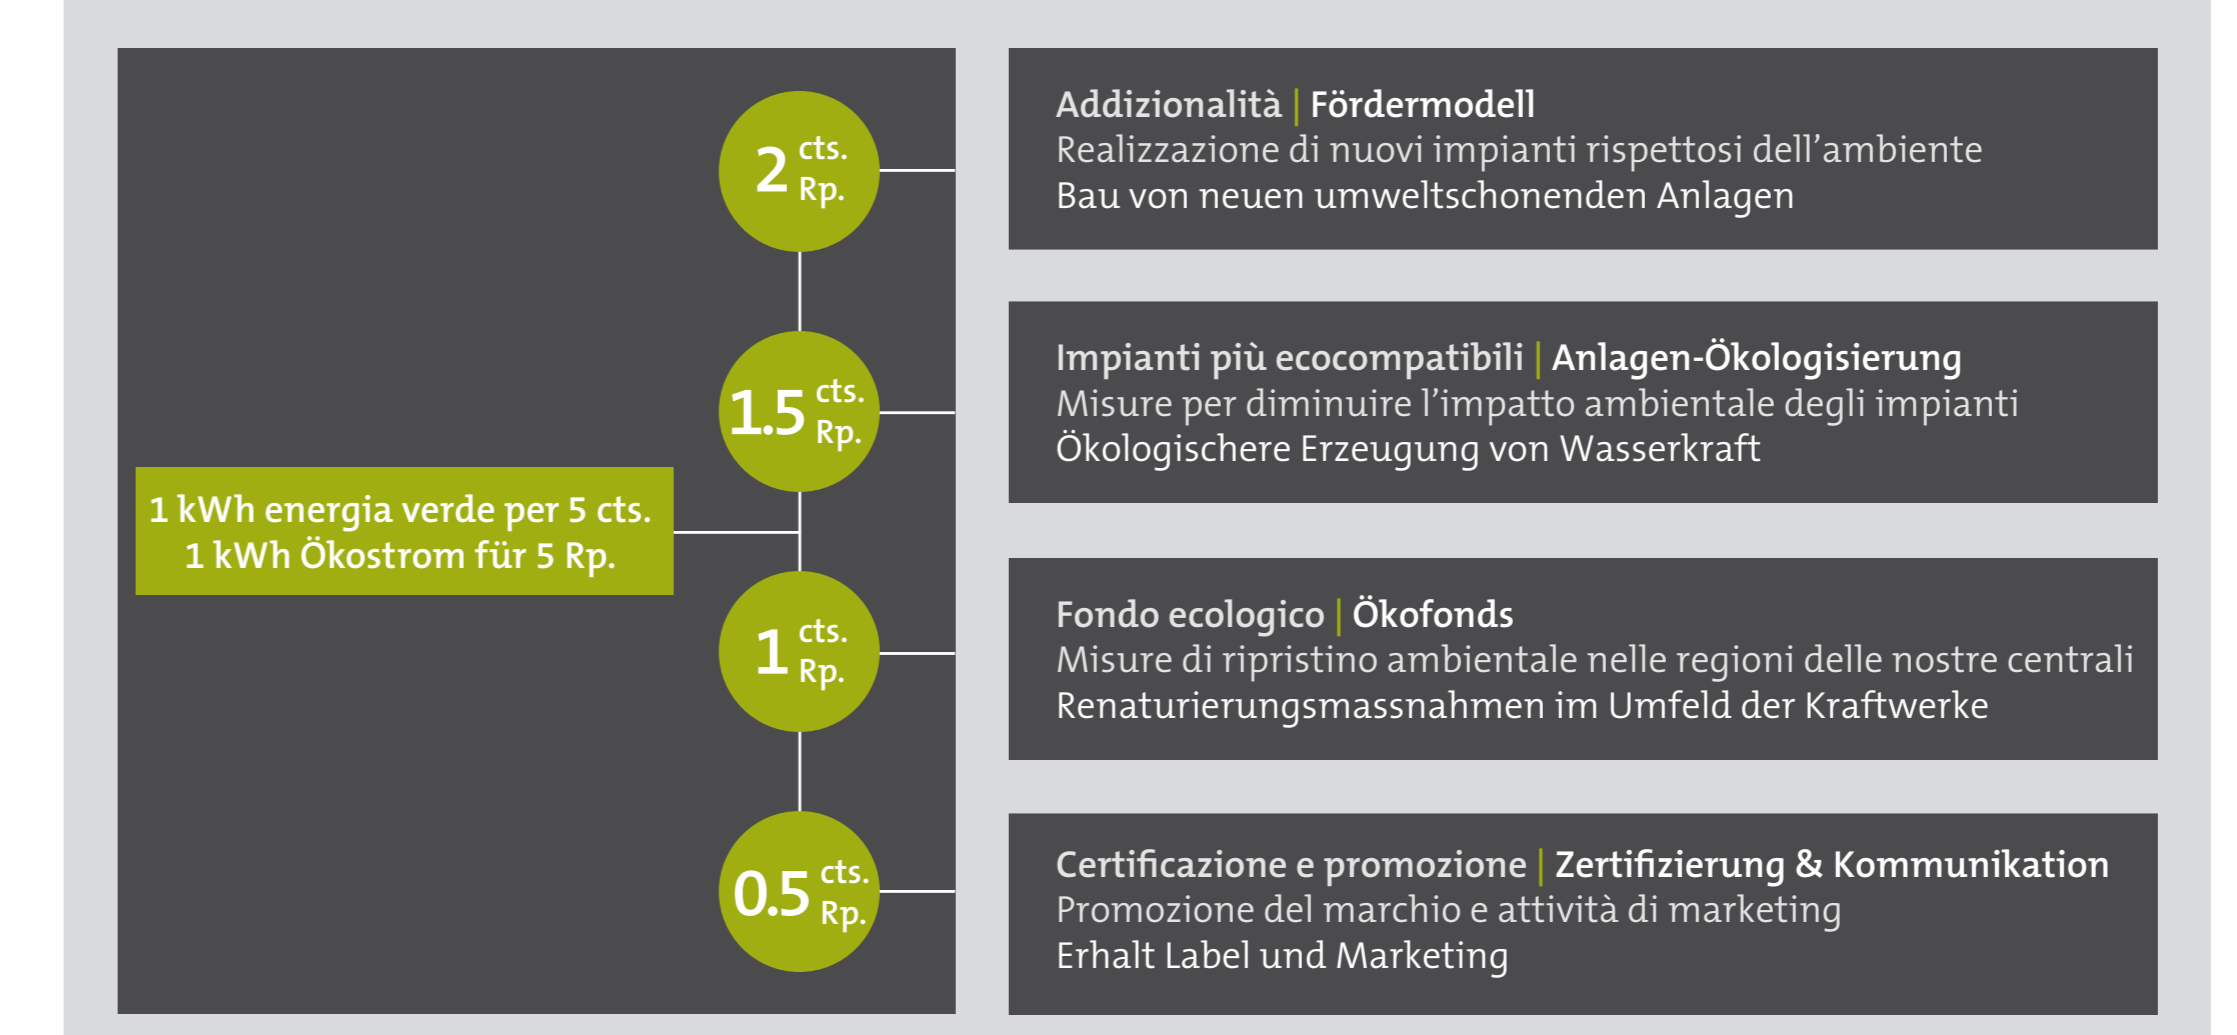 2 cts.
Rp.
Addizionalità | Fördermodell
Realizzazione di nuovi impianti rispettosi dell’ambiente
Bau von neuen umweltschonenden Anlagen
1.5 cts.
Rp.
Impianti più ecocompatibili | Anlagen-Ökologisierung
Misure per diminuire l’impatto ambientale degli impianti
Ökologischere Erzeugung von Wasserkraft
1 kWh energia verde per 5 cts.
1 kWh Ökostrom für 5 Rp.
1 cts.
Rp.
Fondo ecologico | Ökofonds
Misure di ripristino ambientale nelle regioni delle nostre centrali
Renaturierungsmassnahmen im Umfeld der Kraftwerke
0.5 cts.
Rp.
Certificazione e promozione | Zertifizierung & Kommunikation
Promozione del marchio e attività di marketing
Erhalt Label und Marketing